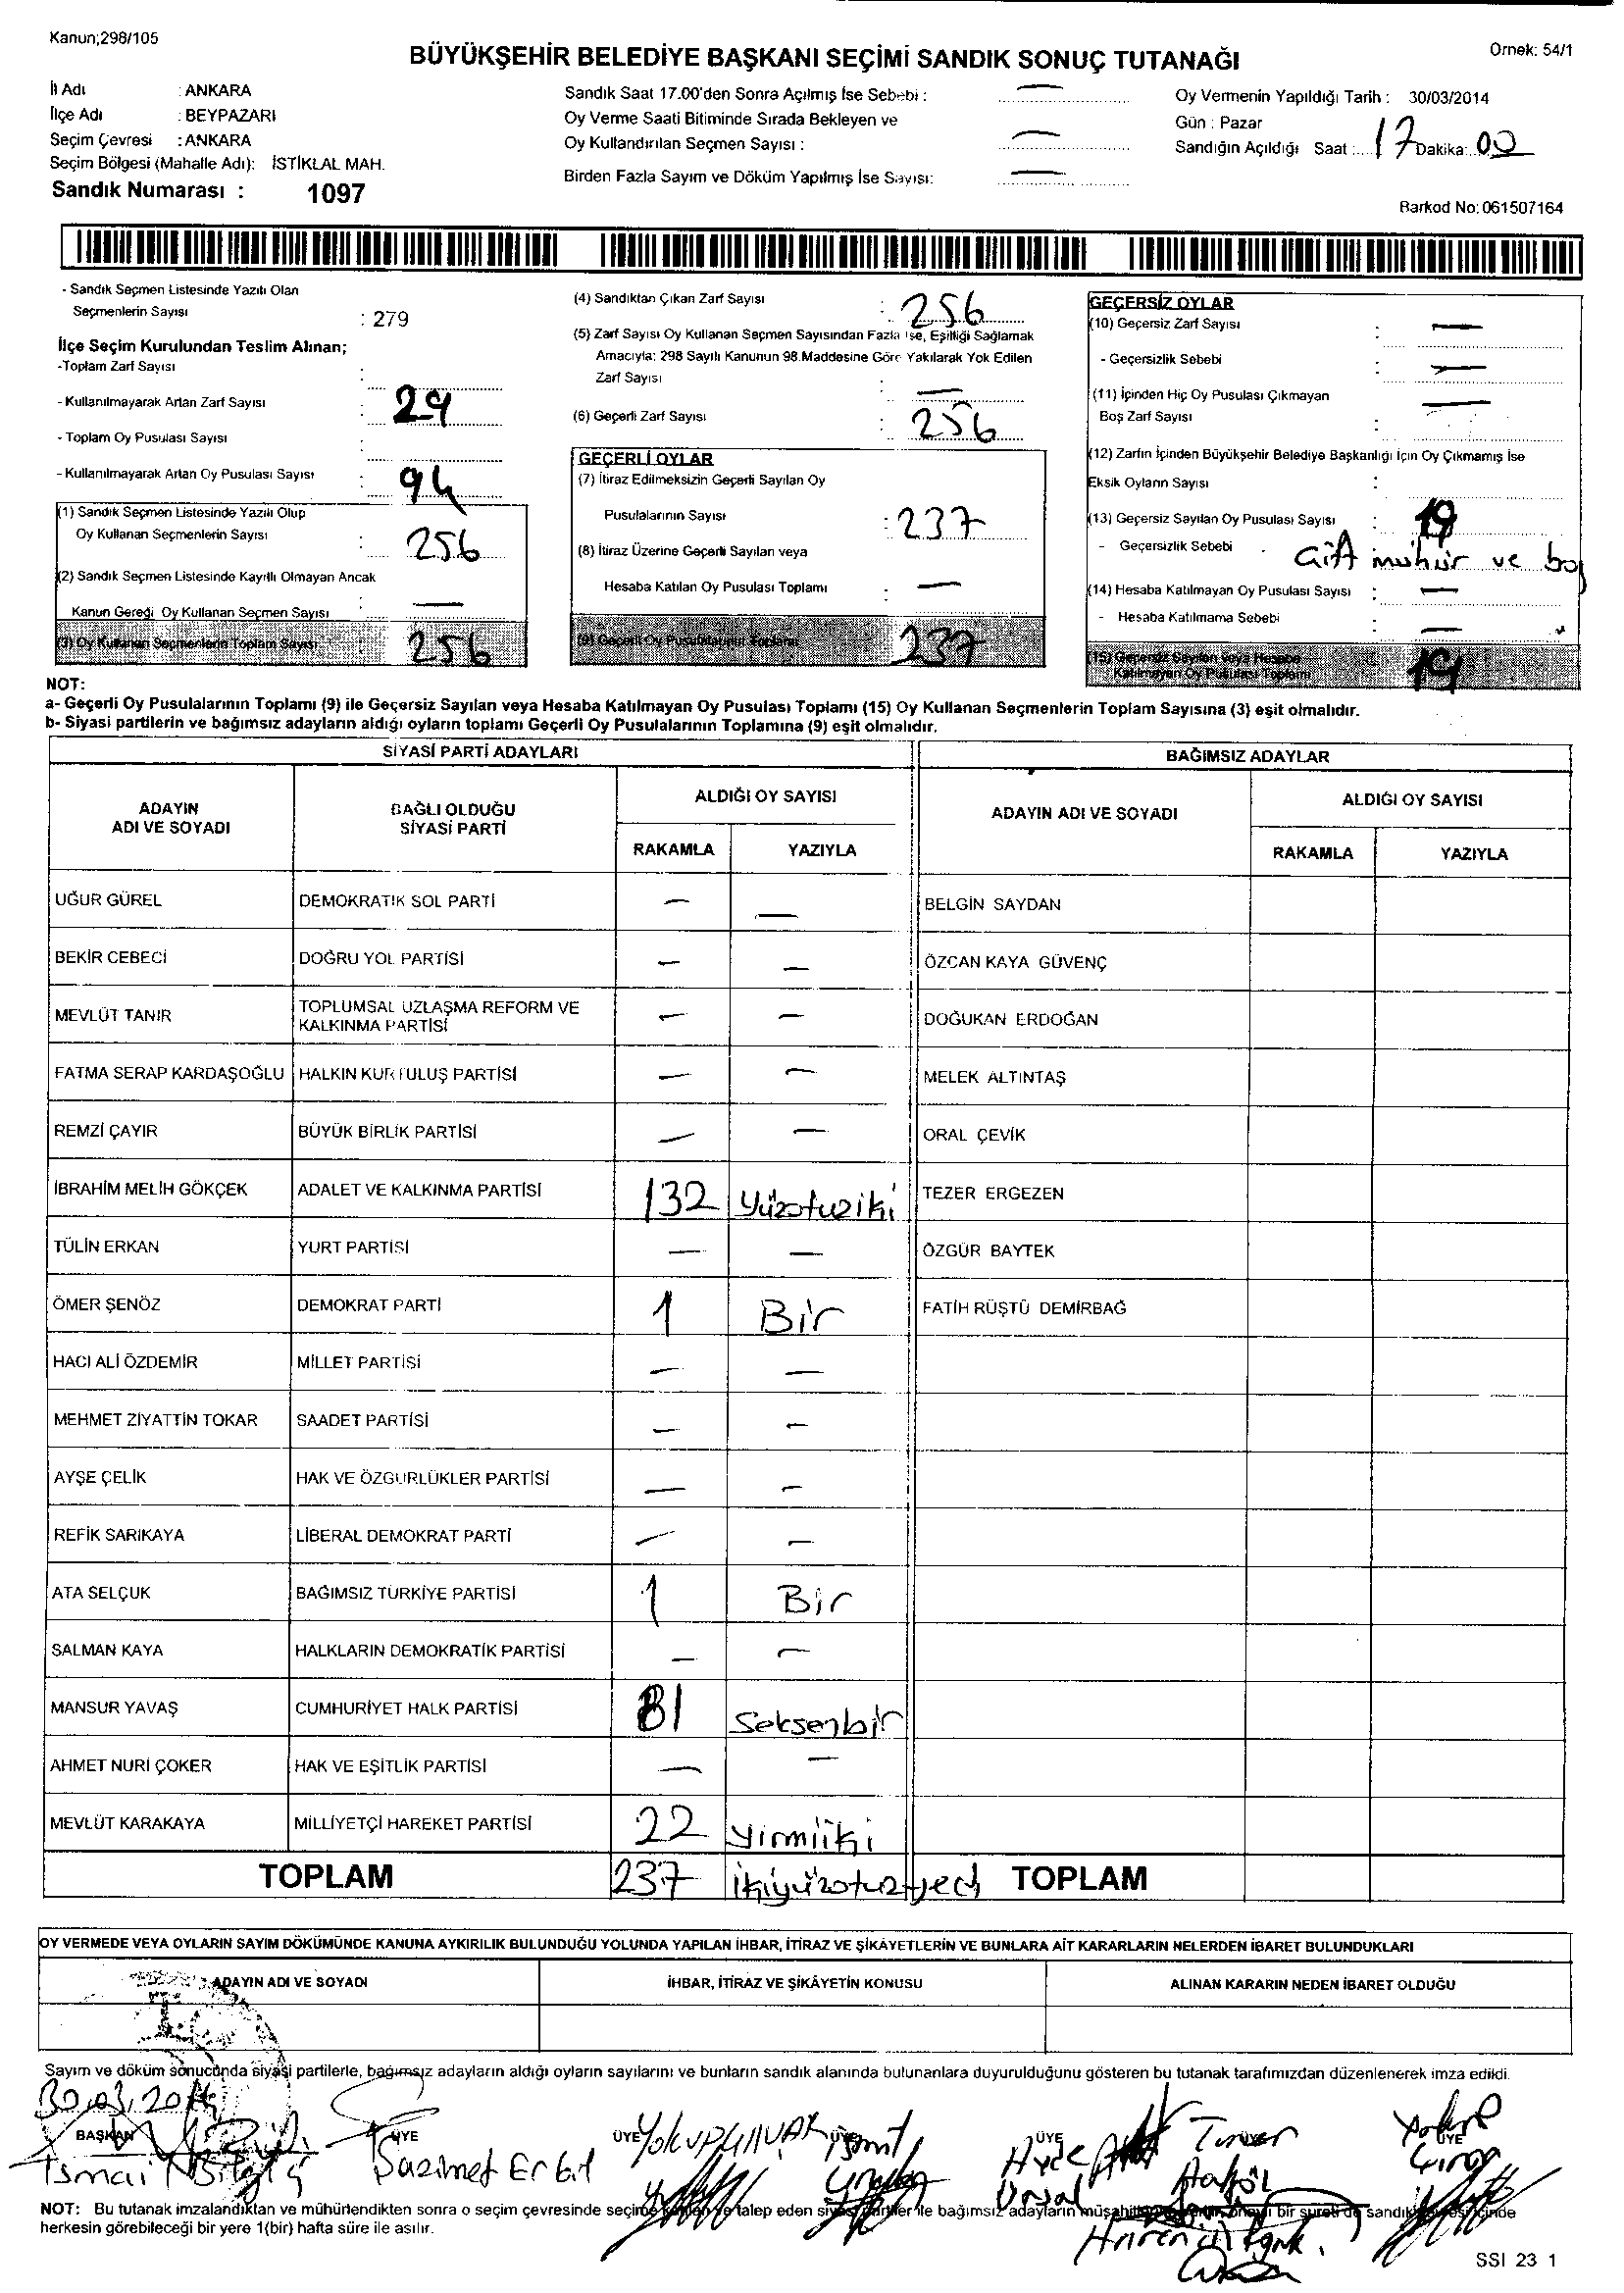 Kanun;298/105
Ornek: 54/1
BÜYÜKŞEHİR BELEDİYE BAŞKANI SEÇİMİ SANDIK SONUÇ TUTANAĞI
İl Adı : ANKARA
İlçe Adı : BEYPAZARI
Seçim Çevresi : ANKARA
Seçim Bölgesi (Mahalle Adı): İSTİKLAL MAH.
Sandık Numarası : 1097
Sandık Saat 17.00'den Sonra Açılmış İse Sebebi : —
Oy Verme Saati Bitiminde Sırada Bekleyen ve
Oy Kullandırılan Seçmen Sayısı : —
Birden Fazla Sayım ve Döküm Yapılmış İse Sayısı: —
Oy Vermenin Yapıldığı Tarih : 30/03/2014
Gün : Pazar
Sandığın Açıldığı Saat : 17 Dakika: 00
Barkod No: 061507164
- Sandık Seçmen Listesinde Yazılı Olan
Seçmenlerin Sayısı : 279
İlçe Seçim Kurulundan Teslim Alınan;
-Toplam Zarf Sayısı :
- Kullanılmayarak Artan Zarf Sayısı : 29
- Toplam Oy Pusulası Sayısı :
- Kullanılmayarak Artan Oy Pusulası Sayısı : 94
(1) Sandık Seçmen Listesinde Yazılı Olup
Oy Kullanan Seçmenlerin Sayısı : 256
(2) Sandık Seçmen Listesinde Kayıtlı Olmayan Ancak
Kanun Gereği Oy Kullanan Seçmen Sayısı : —
(3) Oy Kullanan Seçmenlerin Toplam Sayısı 256
(4) Sandıktan Çıkan Zarf Sayısı : 256
(5) Zarf Sayısı Oy Kullanan Seçmen Sayısından Fazla İse, Eşitliği Sağlamak
Amacıyla; 298 Sayılı Kanunun 98.Maddesine Göre Yakılarak Yok Edilen
Zarf Sayısı : —
(6) Geçerli Zarf Sayısı : 256
GEÇERLİ OYLAR
(7) İtiraz Edilmeksizin Geçerli Sayılan Oy
Pusulalarının Sayısı : 237
(8) İtiraz Üzerine Geçerli Sayılan veya
Hesaba Katılan Oy Pusulası Toplamı : —
(9) Geçerli Oy Pusulalarının Toplamı 237
GEÇERSİZ OYLAR
(10) Geçersiz Zarf Sayısı : —
- Geçersizlik Sebebi : —
(11) İçinden Hiç Oy Pusulası Çıkmayan —
Boş Zarf Sayısı :
(12) Zarfın İçinden Büyükşehir Belediye Başkanlığı İçin Oy Çıkmamış İse
Eksik Oyların Sayısı :
(13) Geçersiz Sayılan Oy Pusulası Sayısı : 19
- Geçersizlik Sebebi Çift mühür ve boş
(14) Hesaba Katılmayan Oy Pusulası Sayısı : —
- Hesaba Katılmama Sebebi : —
(15) Geçersiz Sayılan veya Hesaba
Katılmayan Oy Pusulası Toplamı 19
NOT:
a- Geçerli Oy Pusulalarının Toplamı (9) ile Geçersiz Sayılan veya Hesaba Katılmayan Oy Pusulası Toplamı (15) Oy Kullanan Seçmenlerin Toplam Sayısına (3) eşit olmalıdır.
b- Siyasi partilerin ve bağımsız adayların aldığı oyların toplamı Geçerli Oy Pusulalarının Toplamına (9) eşit olmalıdır.
SİYASİ PARTİ ADAYLARI
ADAYIN ADI VE SOYADI
BAĞLI OLDUĞU SİYASİ PARTİ
ALDIĞI OY SAYISI
RAKAMLA YAZIYLA
UĞUR GÜREL DEMOKRATİK SOL PARTİ — —
BEKİR CEBECİ DOĞRU YOL PARTİSİ — —
MEVLÜT TANIR TOPLUMSAL UZLAŞMA REFORM VE KALKINMA PARTİSİ — —
FATMA SERAP KARDAŞOĞLU HALKIN KURTULUŞ PARTİSİ — —
REMZİ ÇAYIR BÜYÜK BİRLİK PARTİSİ — —
İBRAHİM MELİH GÖKÇEK ADALET VE KALKINMA PARTİSİ 132 Yüzotuziki
TÜLİN ERKAN YURT PARTİSİ — —
ÖMER ŞENÖZ DEMOKRAT PARTİ 1 Bir
HACI ALİ ÖZDEMİR MİLLET PARTİSİ — —
MEHMET ZİYATTİN TOKAR SAADET PARTİSİ — —
AYŞE ÇELİK HAK VE ÖZGÜRLÜKLER PARTİSİ — —
REFİK SARIKAYA LİBERAL DEMOKRAT PARTİ — —
ATA SELÇUK BAĞIMSIZ TÜRKİYE PARTİSİ 1 Bir
SALMAN KAYA HALKLARIN DEMOKRATİK PARTİSİ — —
MANSUR YAVAŞ CUMHURİYET HALK PARTİSİ 81 Seksenbir
AHMET NURİ ÇOKER HAK VE EŞİTLİK PARTİSİ — —
MEVLÜT KARAKAYA MİLLİYETÇİ HAREKET PARTİSİ 22 Yirmiiki
TOPLAM 237 ikiyüzotuzyedi
BAĞIMSIZ ADAYLAR
ADAYIN ADI VE SOYADI
ALDIĞI OY SAYISI
RAKAMLA YAZIYLA
BELGİN SAYDAN
ÖZCAN KAYA GÜVENÇ
DOĞUKAN ERDOĞAN
MELEK ALTINTAŞ
ORAL ÇEVİK
TEZER ERGEZEN
ÖZGÜR BAYTEK
FATİH RÜŞTÜ DEMİRBAĞ
TOPLAM
OY VERMEDE VEYA OYLARIN SAYIM DÖKÜMÜNDE KANUNA AYKIRILIK BULUNDUĞU YOLUNDA YAPILAN İHBAR, İTİRAZ VE ŞİKÂYETLERİN VE BUNLARA AİT KARARLARIN NELERDEN İBARET BULUNDUKLARI
ADAYIN ADI VE SOYADI
İHBAR, İTİRAZ VE ŞİKÂYETİN KONUSU
ALINAN KARARIN NEDEN İBARET OLDUĞU
Sayım ve döküm sonucunda siyasi partilerle, bağımsız adayların aldığı oyların sayılarını ve bunların sandık alanında bulunanlara duyurulduğunu gösteren bu tutanak tarafımızdan düzenlenerek imza edildi.
30.03.2014
BAŞKAN ÜYE ÜYE ÜYE ÜYE ÜYE
Sazimet Erbil
NOT: Bu tutanak imzalandıktan ve mühürlendikten sonra o seçim çevresinde seçime talep eden ile bağımsız adayların bir sureti de
herkesin görebileceği bir yere 1(bir) hafta süre ile asılır.
SSI 23 1